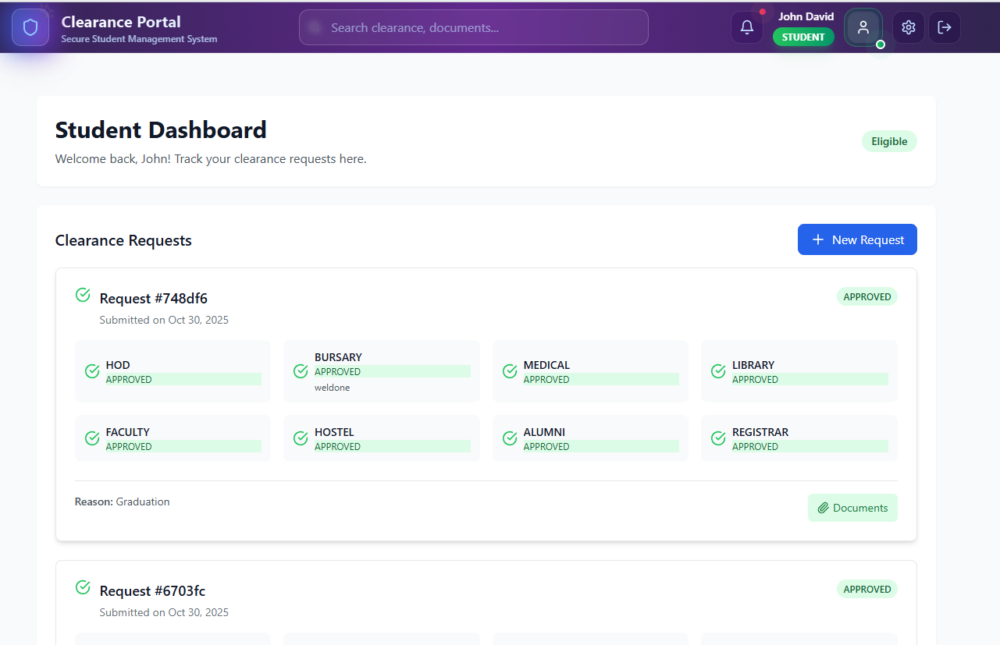 Clearance Portal
Secure Student Management System
Search clearance, documents...
John David
STUDENT
Student Dashboard
Welcome back, John! Track your clearance requests here.
Eligible
Clearance Requests
New Request
Request #748df6
APPROVED
Submitted on Oct 30, 2025
HOD
APPROVED
BURSARY
APPROVED
weldone
MEDICAL
APPROVED
LIBRARY
APPROVED
FACULTY
APPROVED
HOSTEL
APPROVED
ALUMNI
APPROVED
REGISTRAR
APPROVED
Reason: Graduation
Documents
Request #6703fc
APPROVED
Submitted on Oct 30, 2025